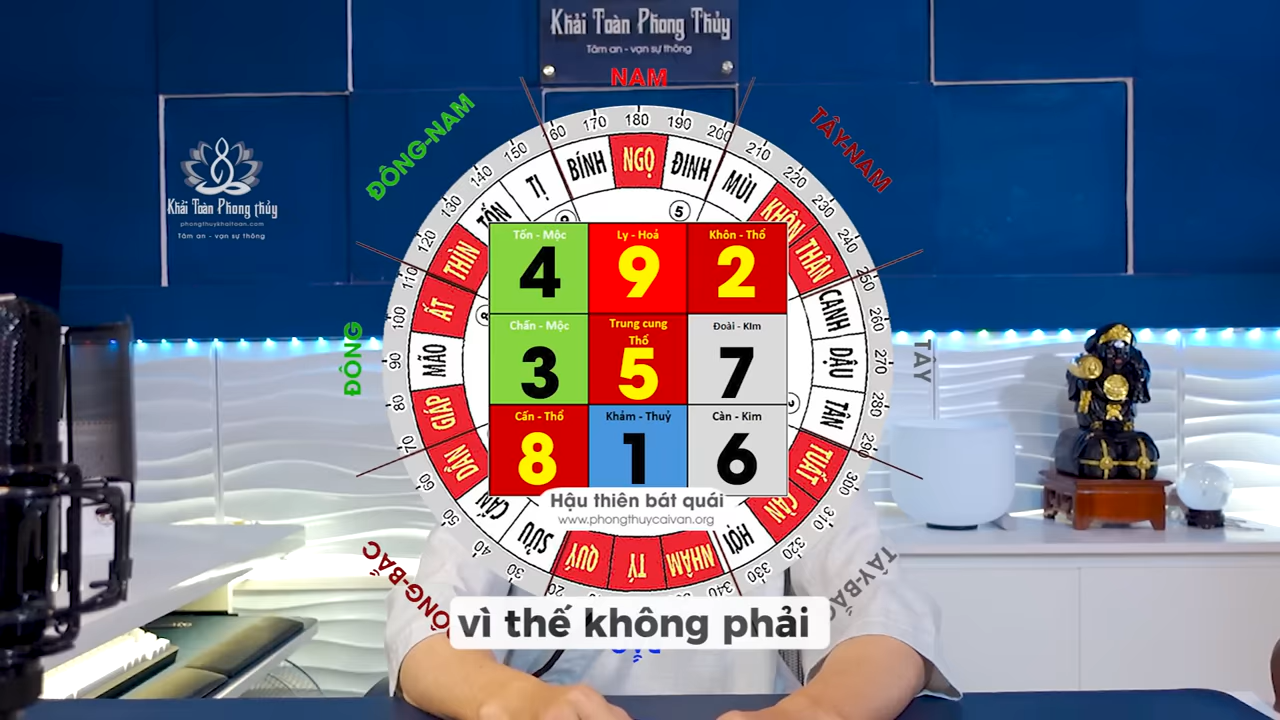 Khải Toàn Phong Thủy
Tâm an - vạn sự thông
Khải Toàn Phong thủy
phongthuykhaitoan.com
Tâm an - vạn sự thông
NAM
ĐÔNG-NAM
TÂY-NAM
ĐÔNG
TÂY
TÂY-BẮC
160 170 180 190 200 210 220 230 240 250 260 270 280 290 300 310 320 330 340
30 40 50 60 70 80 90 100 110 120 130 140 150
BÍNH NGỌ ĐINH MÙI KHÔN THÂN CANH DẬU TÂN TUẤT CÀN HỢI NHÂM TÝ QUÝ SỬU CẤN DẦN GIÁP MÃO ẤT THÌN TỐN TỊ
5
Tốn - Mộc
4
Ly - Hoả
9
Khôn - Thổ
2
Chấn - Mộc
3
Trung cung
Thổ
5
Đoài - Kim
7
Cấn - Thổ
8
Khảm - Thuỷ
1
Càn - Kim
6
Hậu thiên bát quái
www.phongthuycaivan.org
vì thế không phải